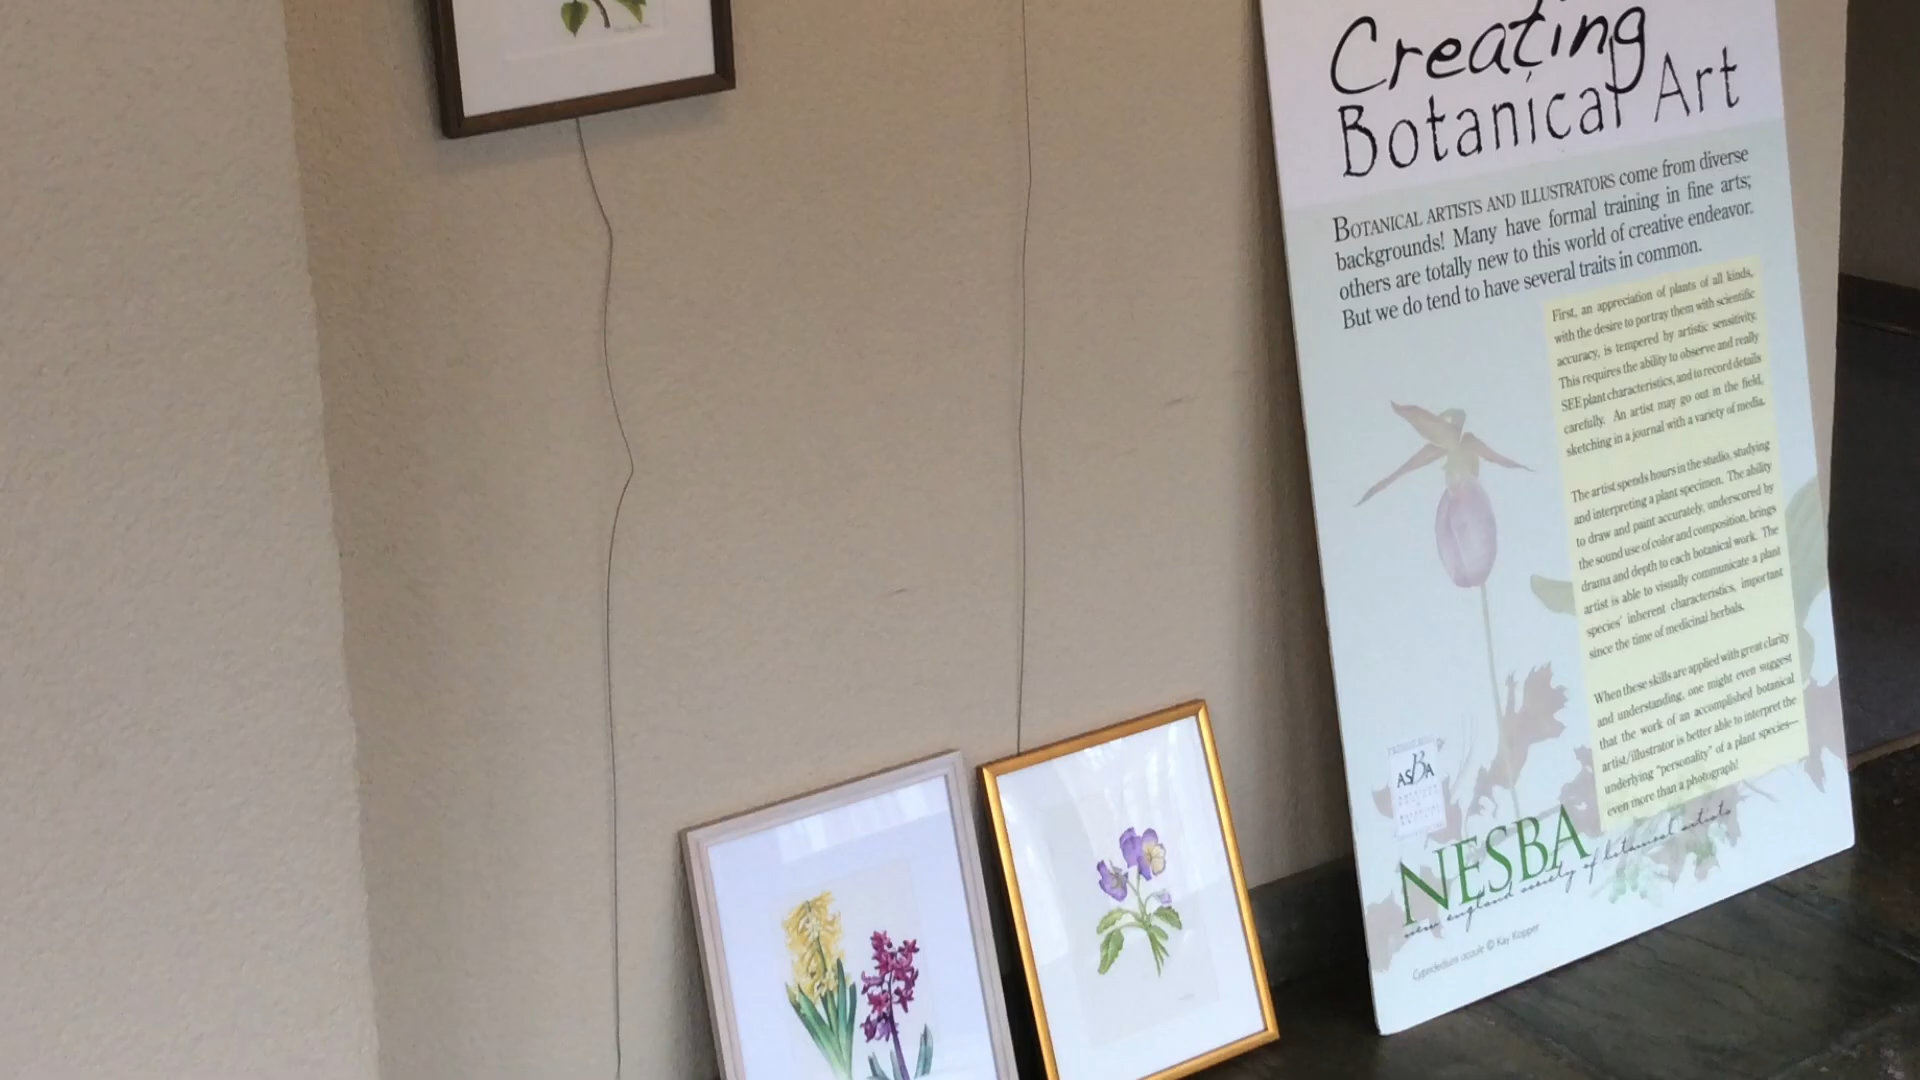 Creating
Botanical Art
BOTANICAL ARTISTS AND ILLUSTRATORS come from diverse
backgrounds! Many have formal training in fine arts;
others are totally new to this world of creative endeavor.
But we do tend to have several traits in common.
First, an appreciation of plants of all kinds,
with the desire to portray them with scientific
accuracy, is tempered by artistic sensitivity.
This requires the ability to observe and really
SEE plant characteristics, and to record details
carefully. An artist may go out in the field,
sketching in a journal with a variety of media.
The artist spends hours in the studio, studying
and interpreting a plant specimen. The ability
to draw and paint accurately, underscored by
the sound use of color and composition, brings
drama and depth to each botanical work. The
artist is able to visually communicate a plant
species' inherent characteristics, important
since the time of medicinal herbals.
When these skills are applied with great clarity
and understanding, one might even suggest
that the work of an accomplished botanical
artist/illustrator is better able to interpret the
underlying "personality" of a plant species—
even more than a photograph!
ASBA
NESBA
new england society of botanical artists
Cypripedium acaule © Kay Kopper